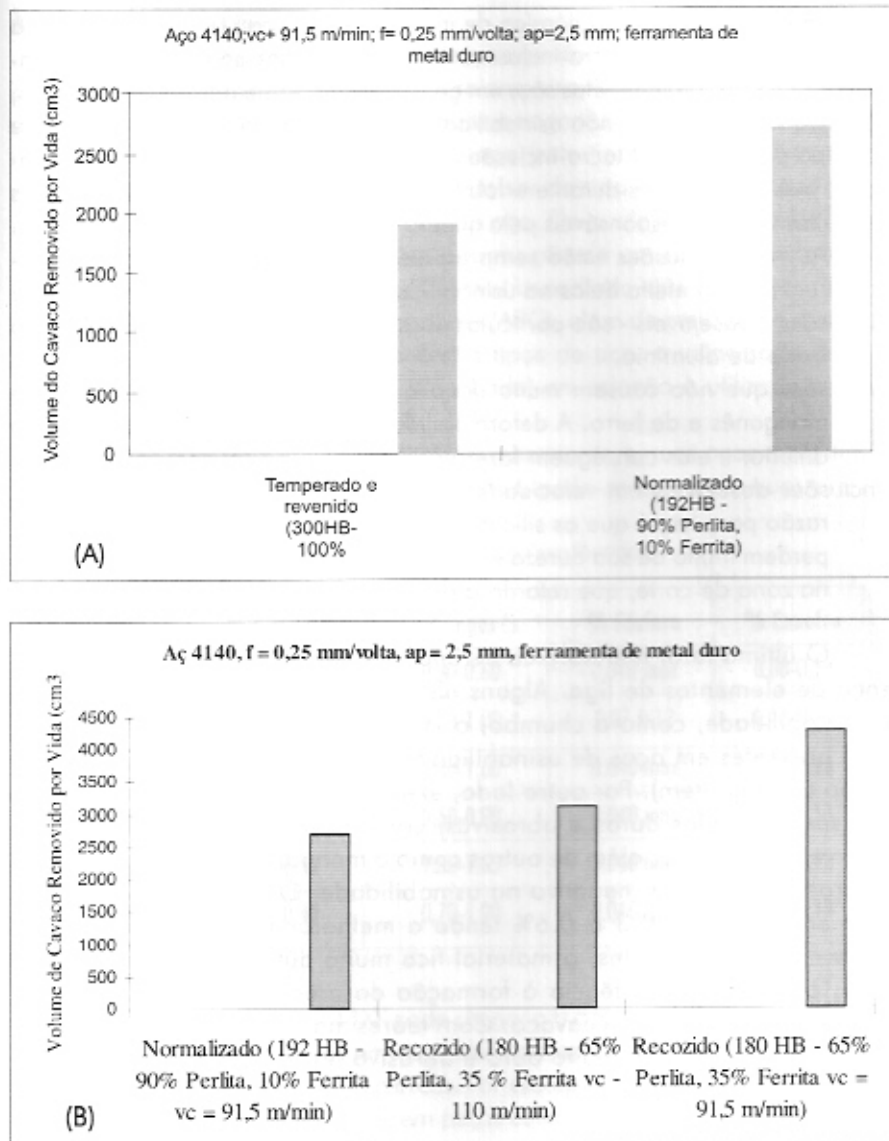 Aço 4140;vc+ 91,5 m/min; f= 0,25 mm/volta; ap=2,5 mm; ferramenta de
metal duro
Volume do Cavaco Removido por Vida (cm3)
3000
2500
2000
1500
1000
500
0
Temperado e
revenido
(300HB-
100%
Normalizado
(192HB -
90% Perlita,
10% Ferrita)
(A)
Aç 4140, f = 0,25 mm/volta, ap = 2,5 mm, ferramenta de metal duro
Volume de Cavaco Removido por Vida (cm3
4500
4000
3500
3000
2500
2000
1500
1000
500
0
Normalizado (192 HB -
90% Perlita, 10% Ferrita
vc = 91,5 m/min)
Recozido (180 HB - 65%
Perlita, 35 % Ferrita vc -
110 m/min)
Recozido (180 HB - 65%
Perlita, 35% Ferrita vc =
91,5 m/min)
(B)